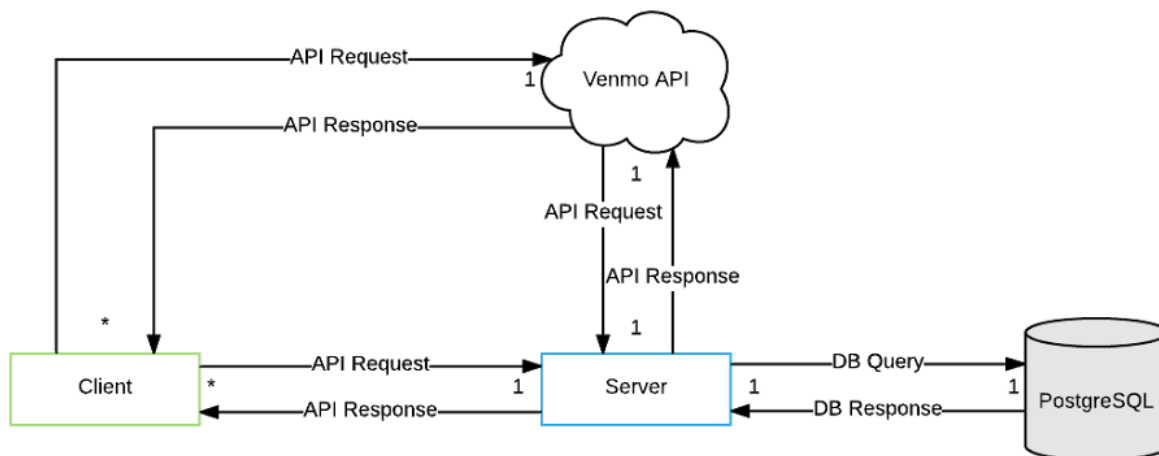 API Request
Venmo API
1
API Response
1
API Request
API Response
*
1
API Request
DB Query
Client
*
1
Server
1
1
PostgreSQL
API Response
DB Response